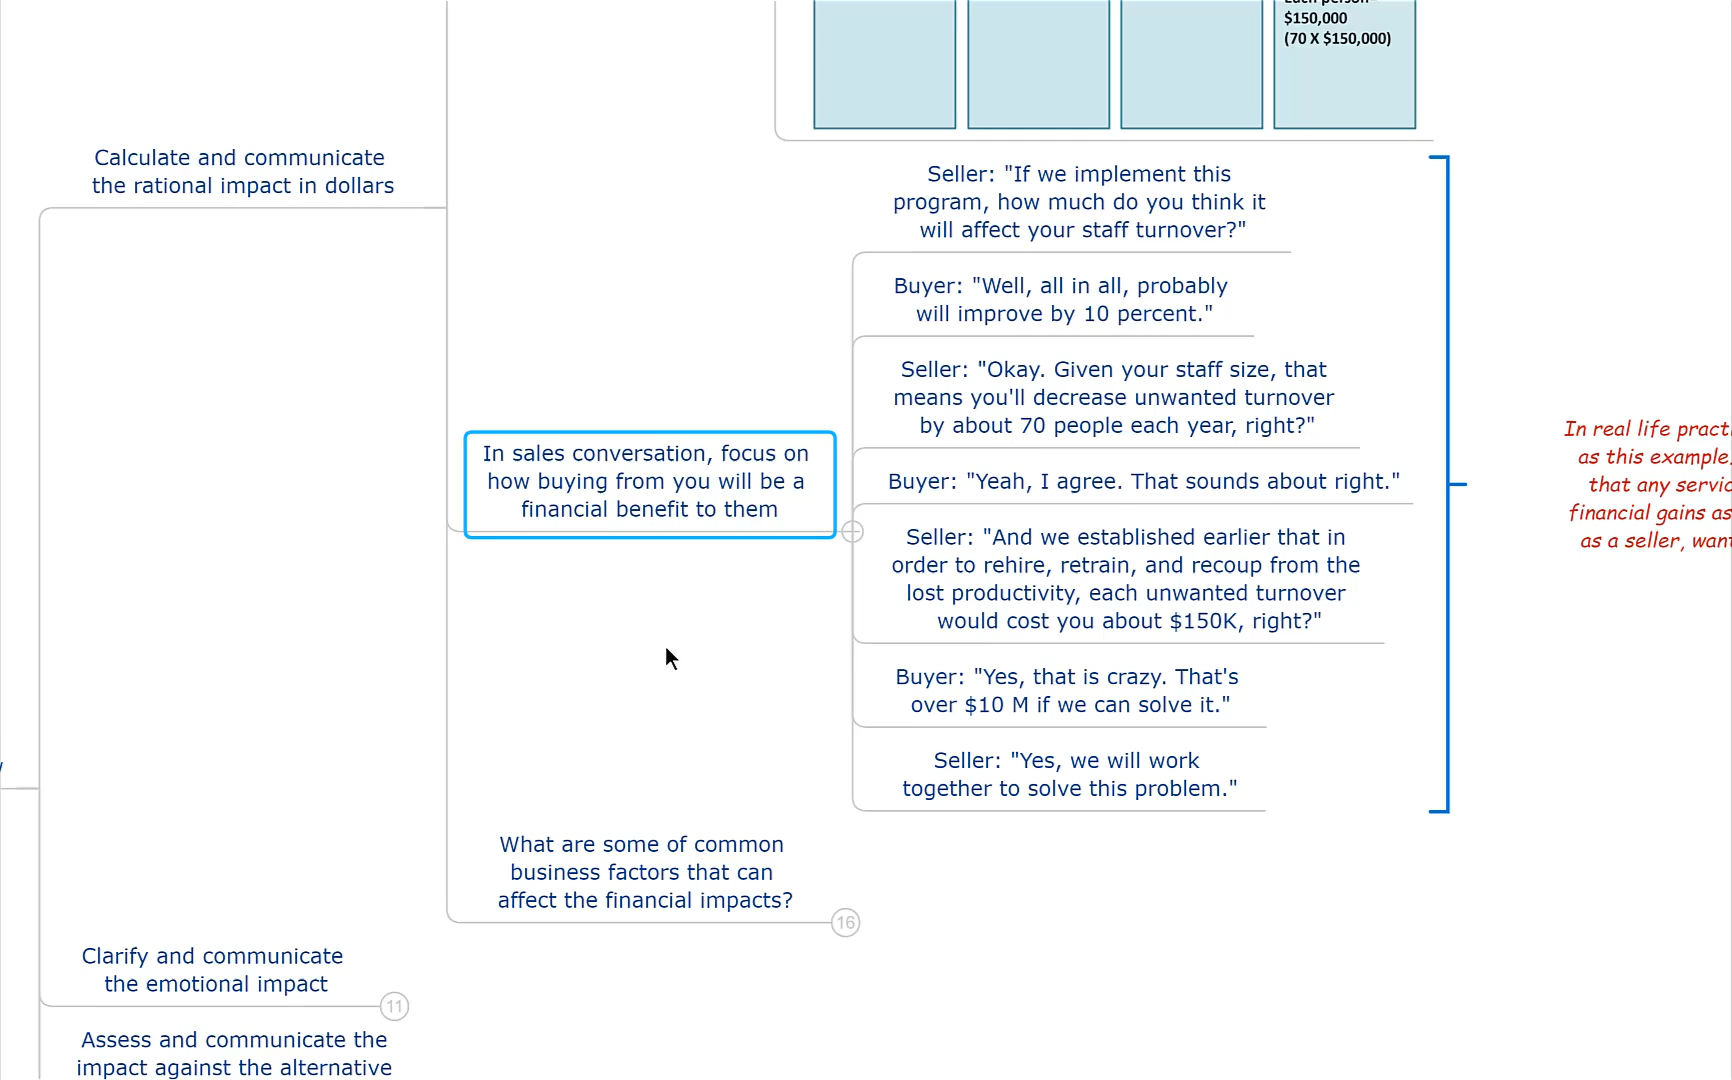 $150,000
(70 X $150,000)
Calculate and communicate
the rational impact in dollars
In sales conversation, focus on
how buying from you will be a
financial benefit to them
Seller: "If we implement this
program, how much do you think it
will affect your staff turnover?"
Buyer: "Well, all in all, probably
will improve by 10 percent."
Seller: "Okay. Given your staff size, that
means you'll decrease unwanted turnover
by about 70 people each year, right?"
Buyer: "Yeah, I agree. That sounds about right."
Seller: "And we established earlier that in
order to rehire, retrain, and recoup from the
lost productivity, each unwanted turnover
would cost you about $150K, right?"
Buyer: "Yes, that is crazy. That's
over $10 M if we can solve it."
Seller: "Yes, we will work
together to solve this problem."
In real life
as this example
that any
financial gains as
as a seller,
What are some of common
business factors that can
affect the financial impacts?
16
Clarify and communicate
the emotional impact
11
Assess and communicate the
impact against the alternative